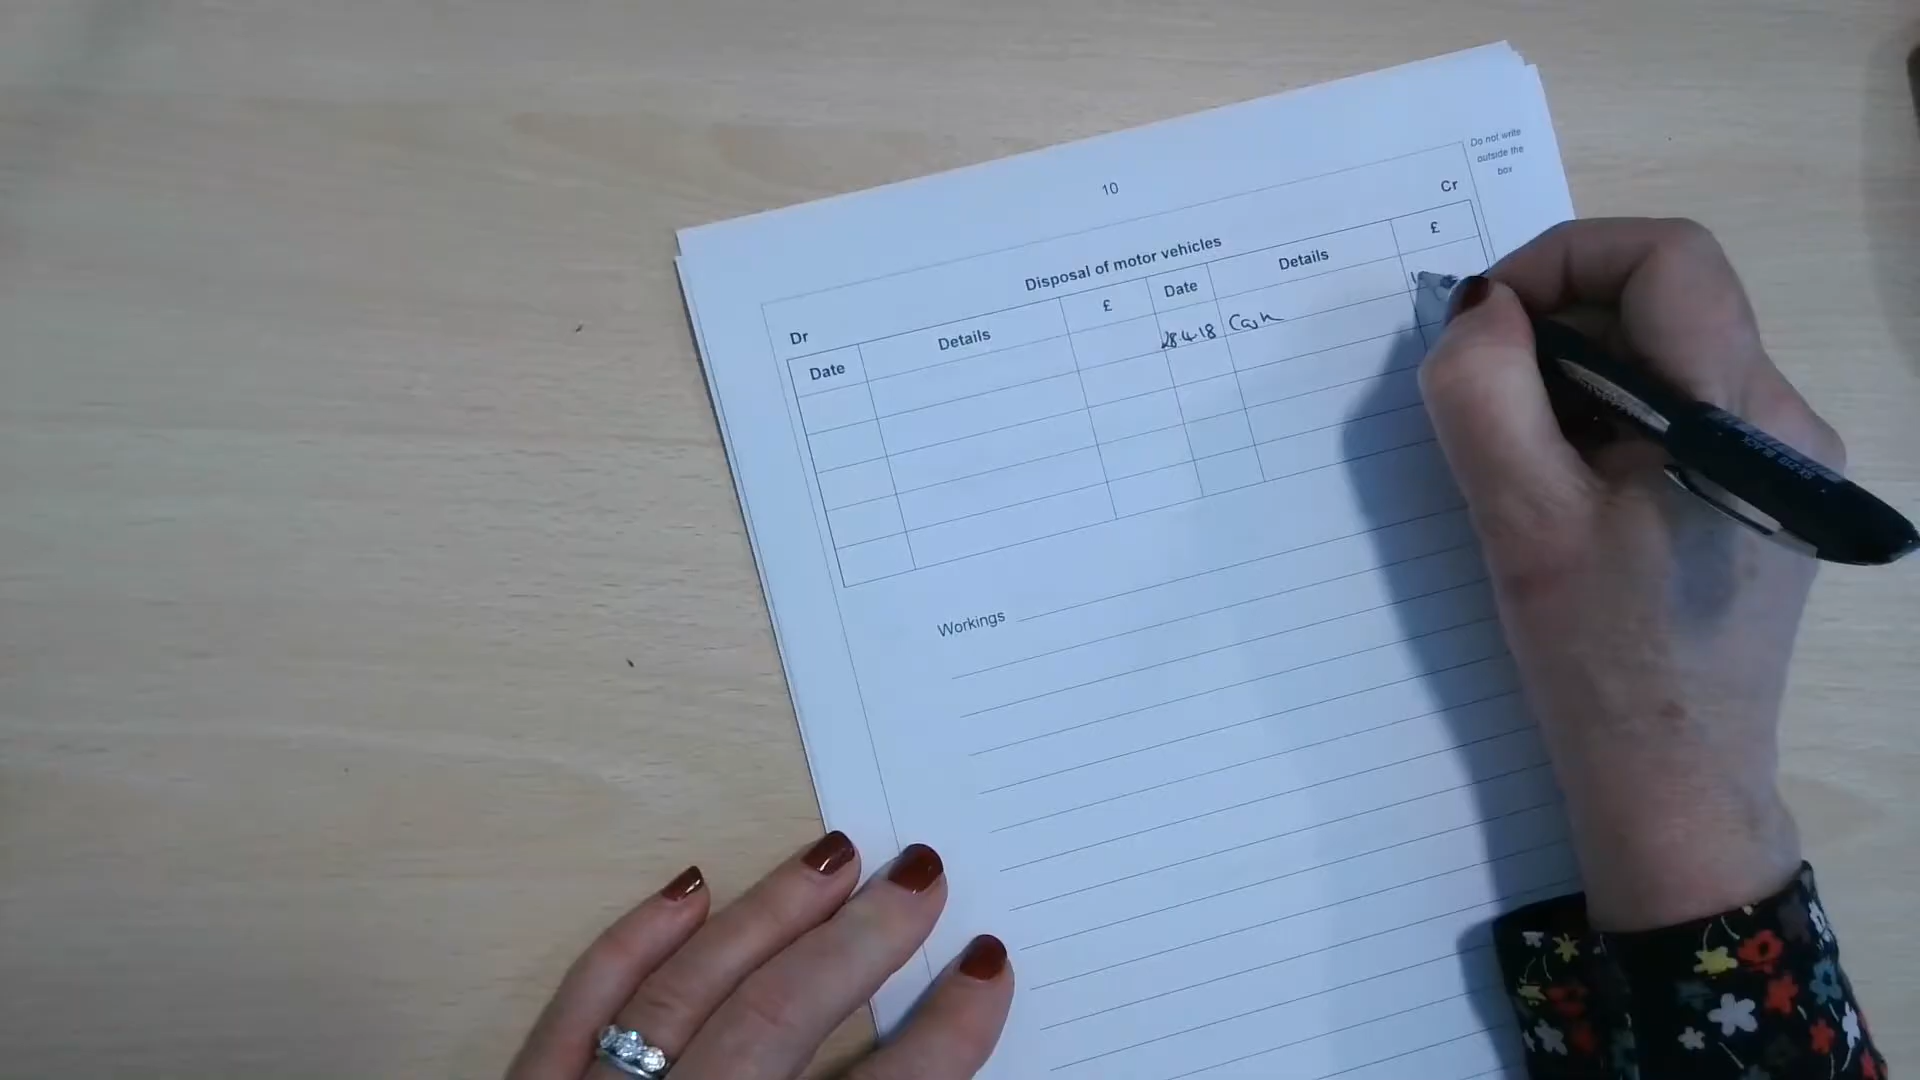 10
Do not write
outside the
box
Disposal of motor vehicles
Dr
Cr
Date Details £ Date Details £
28.4.18 Cash
Workings